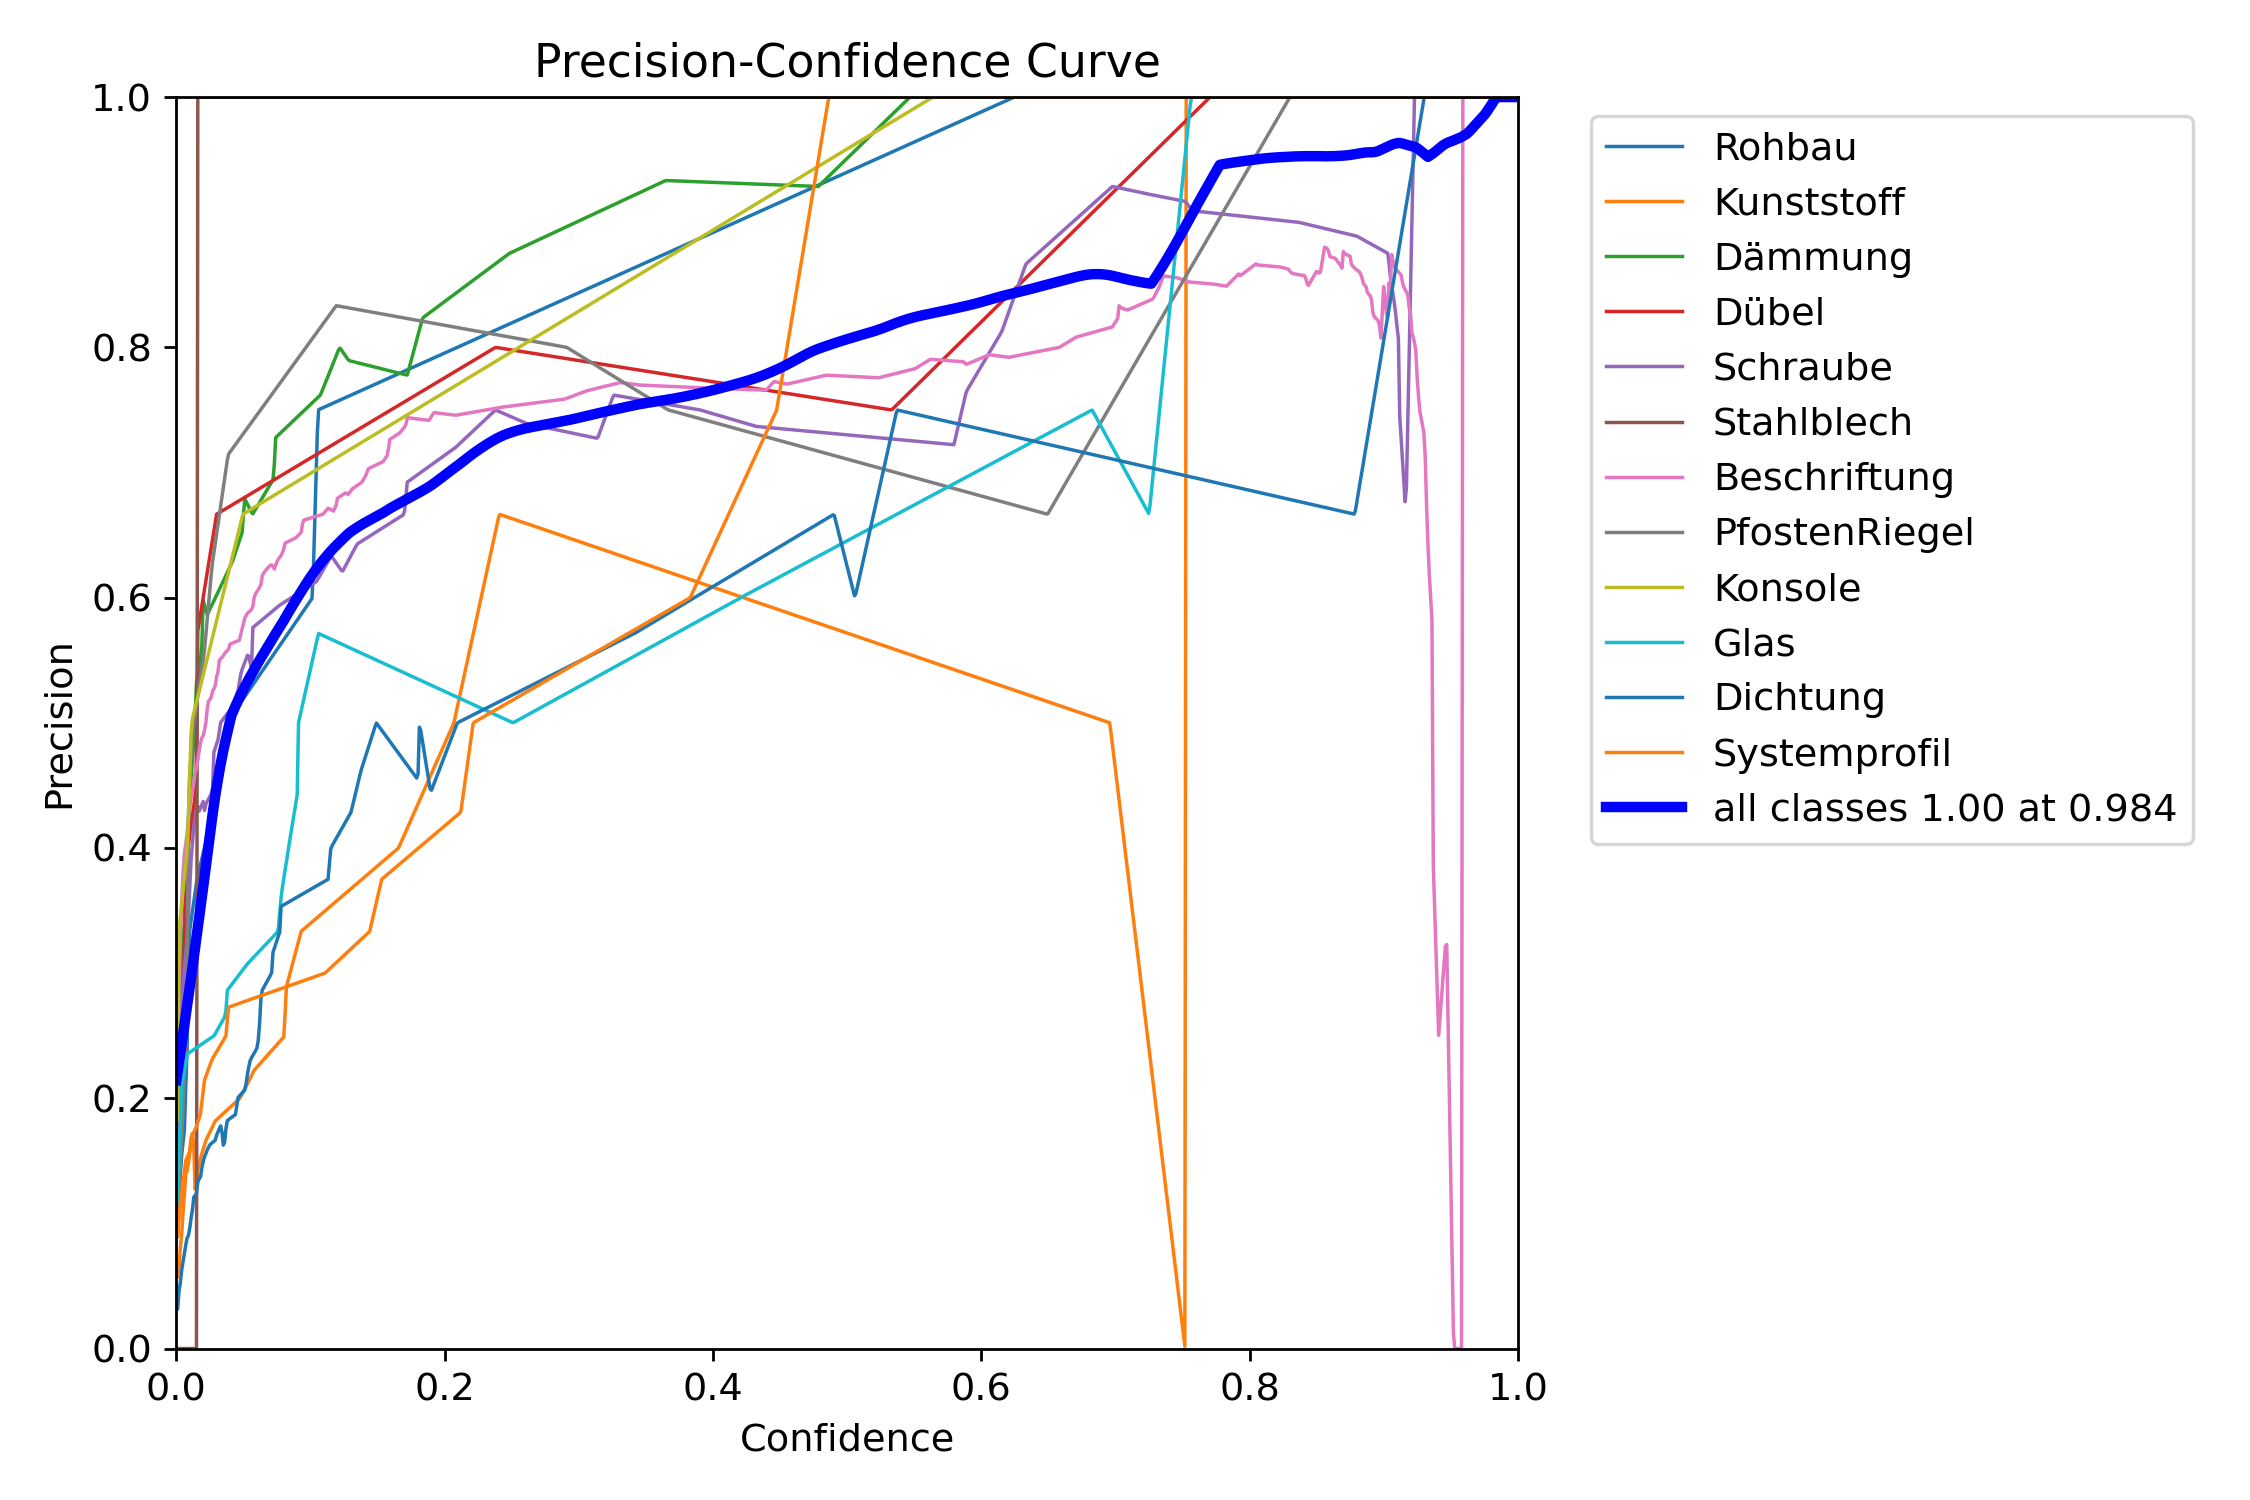 Precision-Confidence Curve
1.0
0.8
0.6
0.4
0.2
0.0
Precision
0.0 0.2 0.4 0.6 0.8 1.0
Confidence
Rohbau
Kunststoff
Dämmung
Dübel
Schraube
Stahlblech
Beschriftung
PfostenRiegel
Konsole
Glas
Dichtung
Systemprofil
all classes 1.00 at 0.984